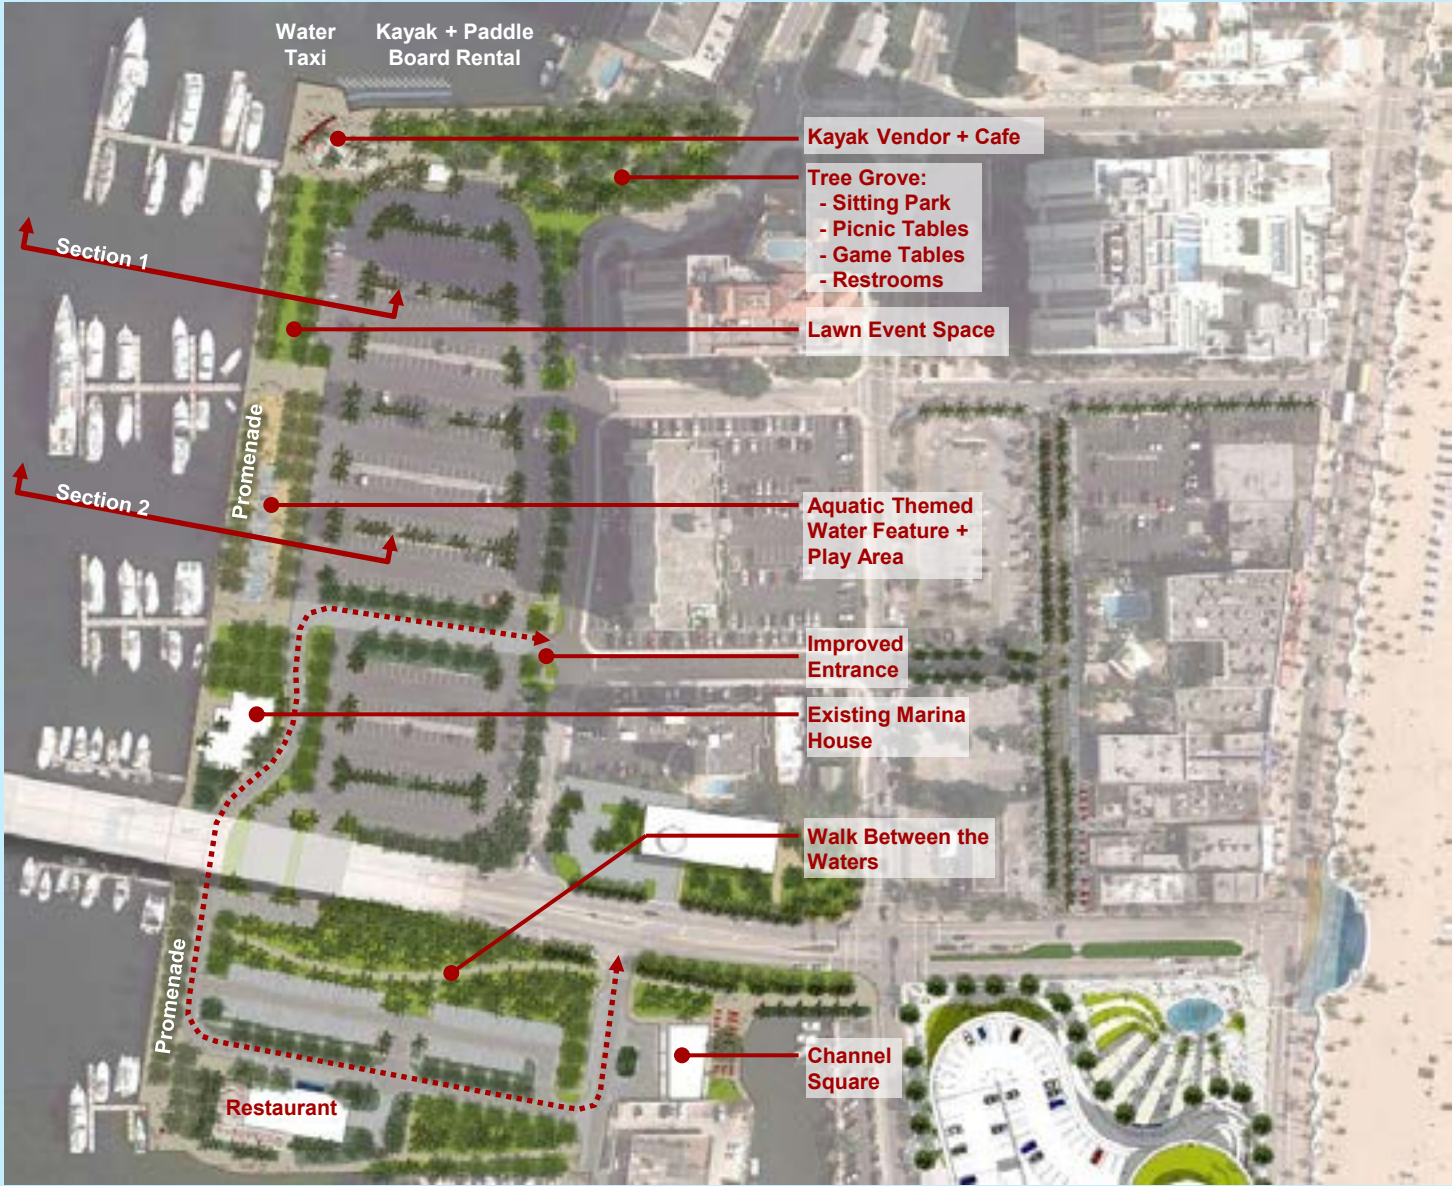 Water
Taxi
Kayak + Paddle
Board Rental
Kayak Vendor + Cafe
Tree Grove:
- Sitting Park
- Picnic Tables
- Game Tables
- Restrooms
Section 1
Lawn Event Space
Promenade
Section 2
Aquatic Themed
Water Feature +
Play Area
Improved
Entrance
Existing Marina
House
Walk Between the
Waters
Promenade
Channel
Square
Restaurant